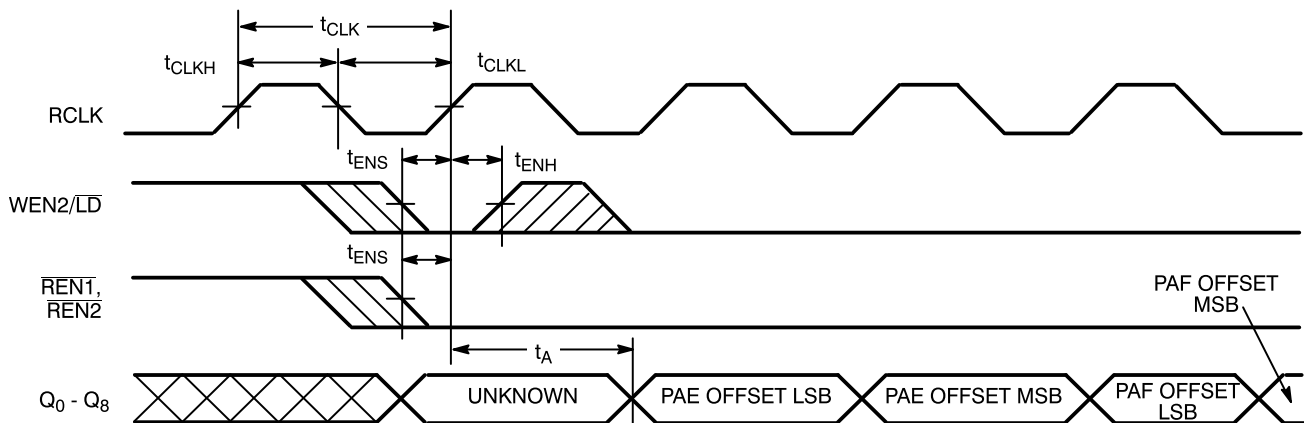 tCLK
tCLKH
tCLKL
RCLK
tENS
tENH
WEN2/LD
tENS
REN1,
REN2
PAF OFFSET
MSB
tA
Q0 - Q8
UNKNOWN
PAE OFFSET LSB
PAE OFFSET MSB
PAF OFFSET
LSB